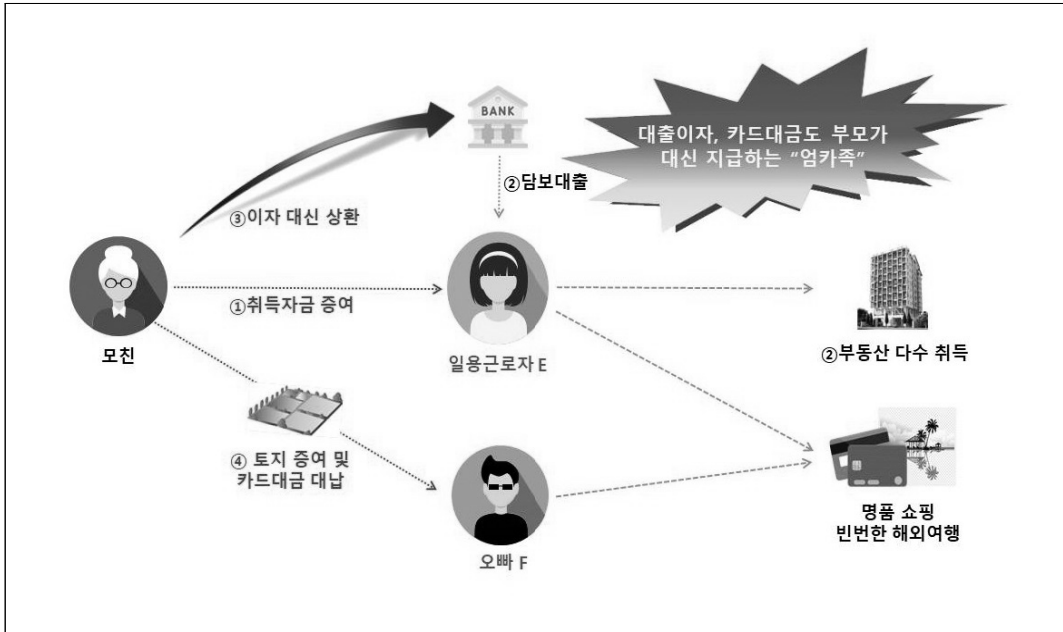 BANK
대출이자, 카드대금도 부모가
대신 지급하는 “엄카족”
②담보대출
③이자 대신 상환
①취득자금 증여
모친
일용근로자 E
②부동산 다수 취득
④ 토지 증여 및
카드대금 대납
오빠 F
명품 쇼핑
빈번한 해외여행